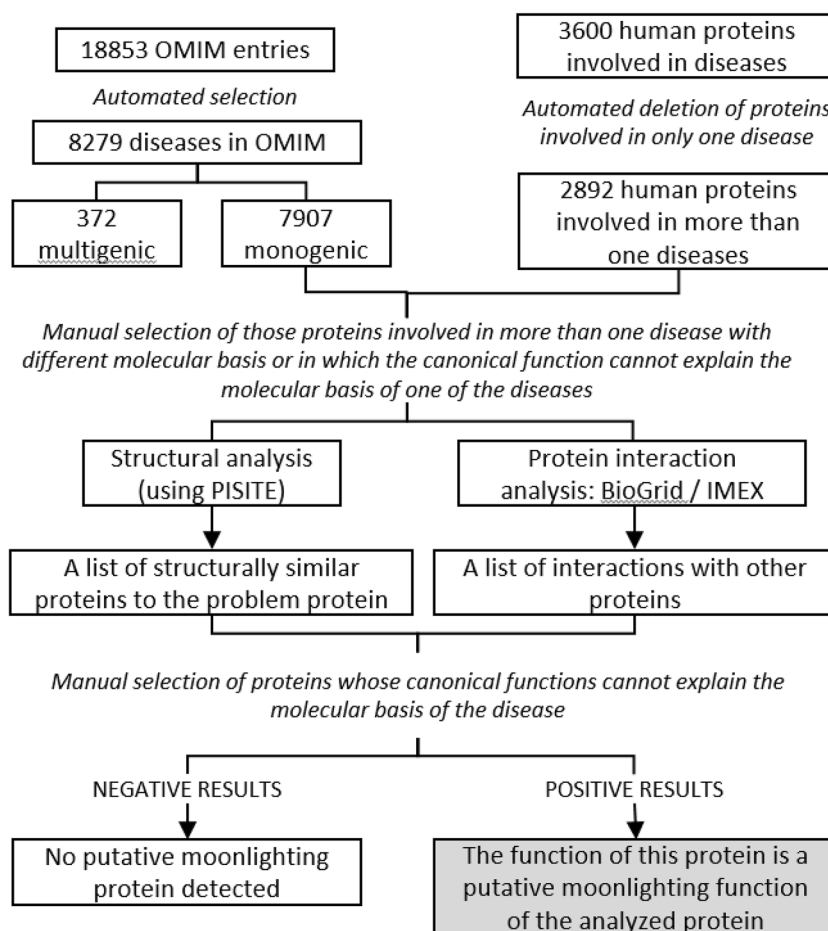 18853 OMIM entries
Automated selection
8279 diseases in OMIM
372
multigenic
7907
monogenic
3600 human proteins
involved in diseases
Automated deletion of proteins
involved in only one disease
2892 human proteins
involved in more than
one diseases
Manual selection of those proteins involved in more than one disease with
different molecular basis or in which the canonical function cannot explain the
molecular basis of one of the diseases
Structural analysis
(using PISITE)
Protein interaction
analysis: BioGrid / IMEX
A list of structurally similar
proteins to the problem protein
A list of interactions with other
proteins
Manual selection of proteins whose canonical functions cannot explain the
molecular basis of the disease
NEGATIVE RESULTS
POSITIVE RESULTS
No putative moonlighting
protein detected
The function of this protein is a
putative moonlighting function
of the analyzed protein